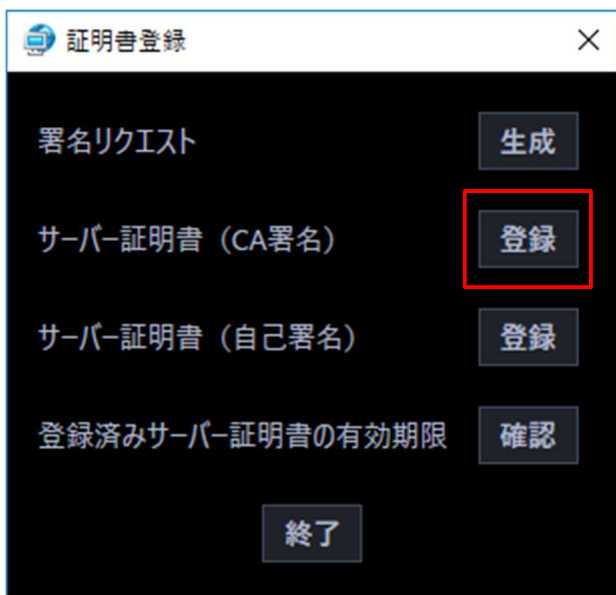 証明書登録
署名リクエスト 生成
サーバー証明書（CA署名） 登録
サーバー証明書（自己署名） 登録
登録済みサーバー証明書の有効期限 確認
終了